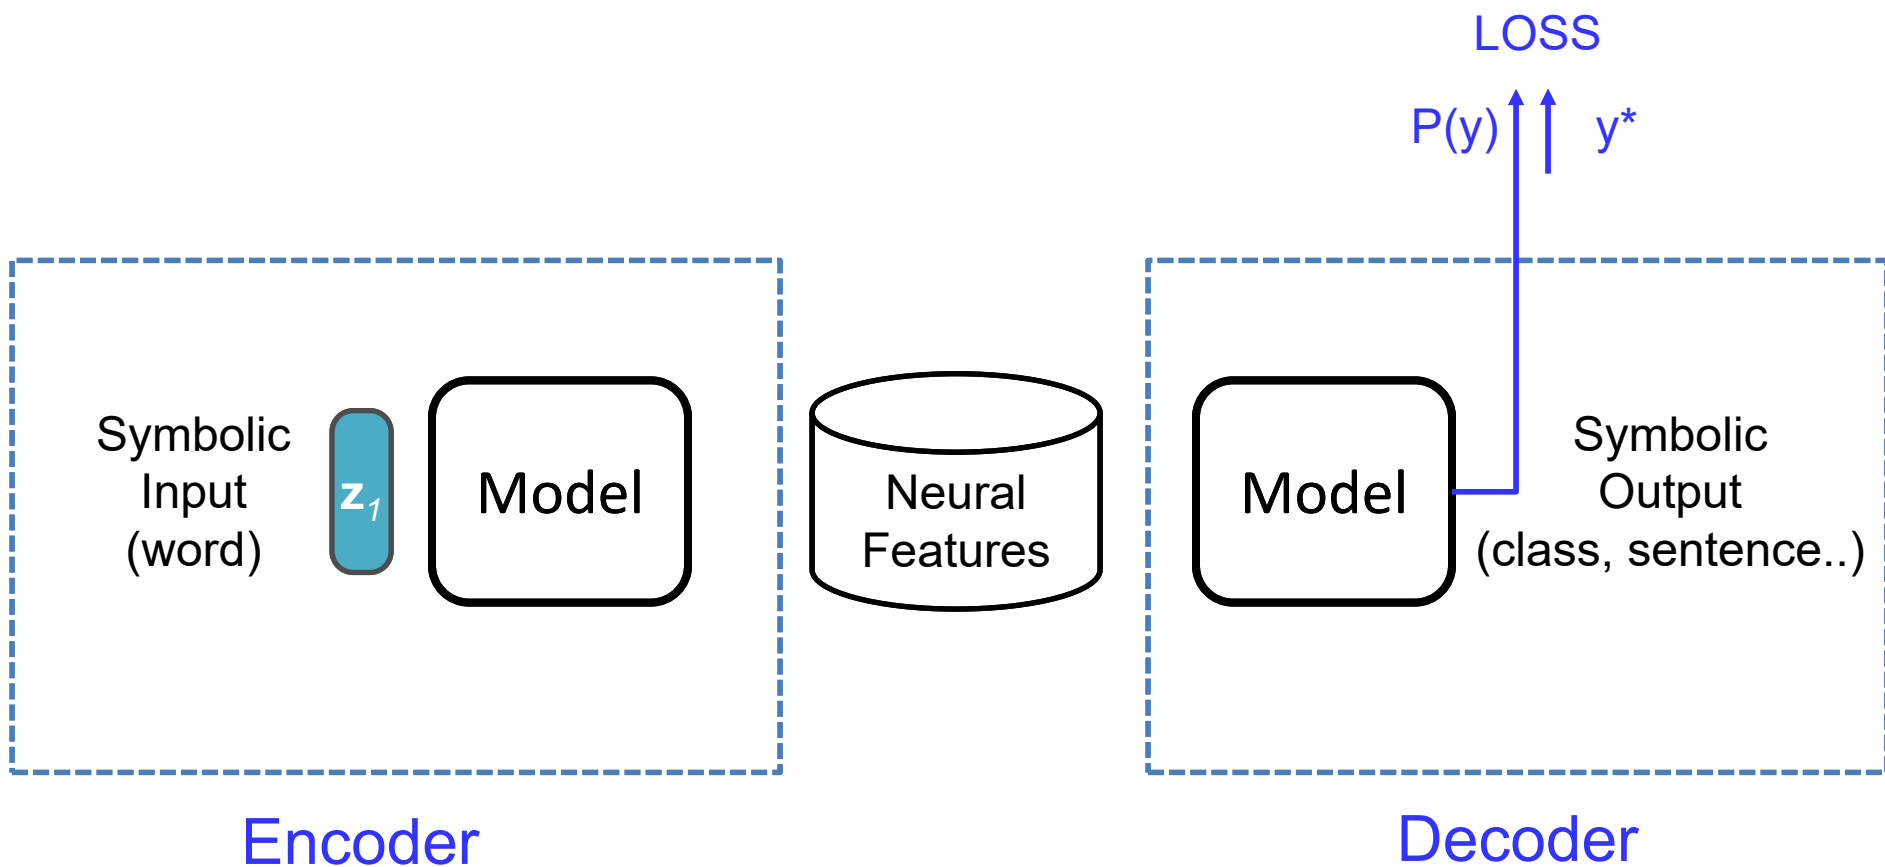 LOSS
P(y)
y*
Symbolic
Input
(word)
z1
Model
Neural
Features
Model
Symbolic
Output
(class, sentence..)
Encoder
Decoder